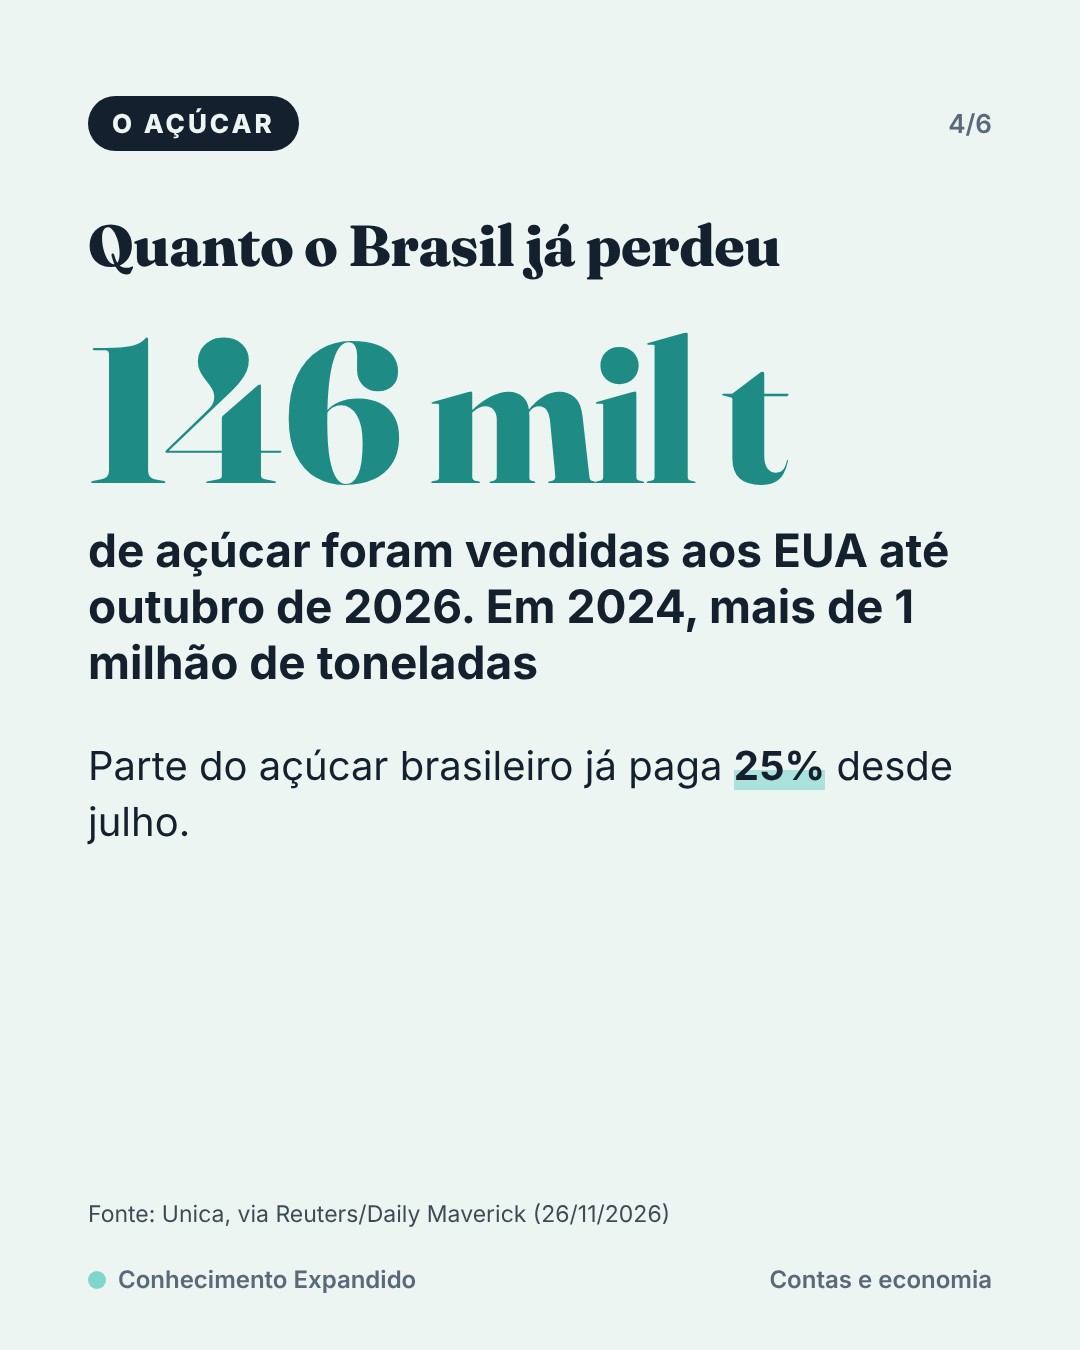 O AÇÚCAR
4/6
Quanto o Brasil já perdeu
146 mil t
de açúcar foram vendidas aos EUA até
outubro de 2026. Em 2024, mais de 1
milhão de toneladas
Parte do açúcar brasileiro já paga 25% desde
julho.
Fonte: Unica, via Reuters/Daily Maverick (26/11/2026)
Conhecimento Expandido
Contas e economia